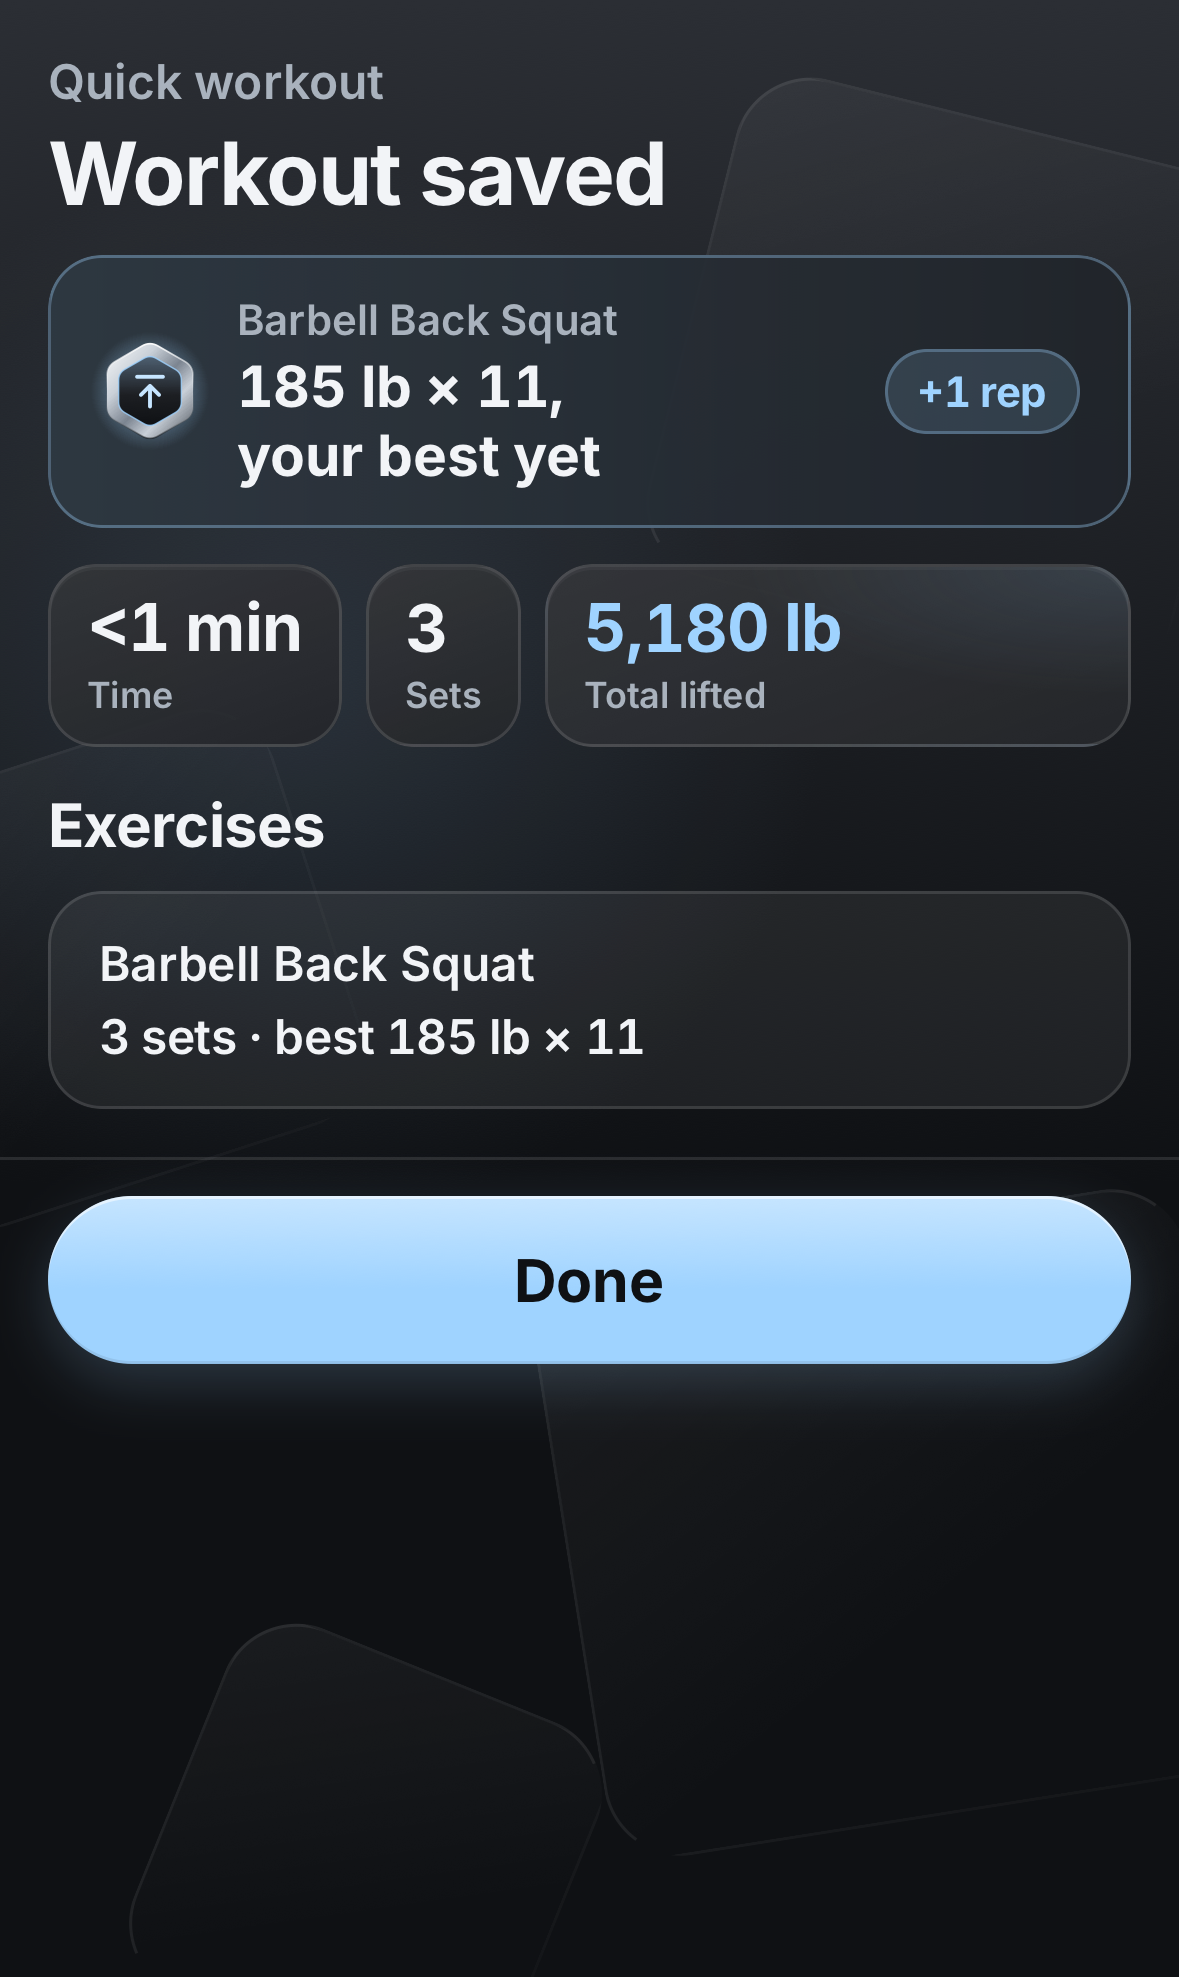 Quick workout
Workout saved
Barbell Back Squat
185 lb × 11,
your best yet
+1 rep
<1 min
Time
3
Sets
5,180 lb
Total lifted
Exercises
Barbell Back Squat
3 sets · best 185 lb × 11
Done